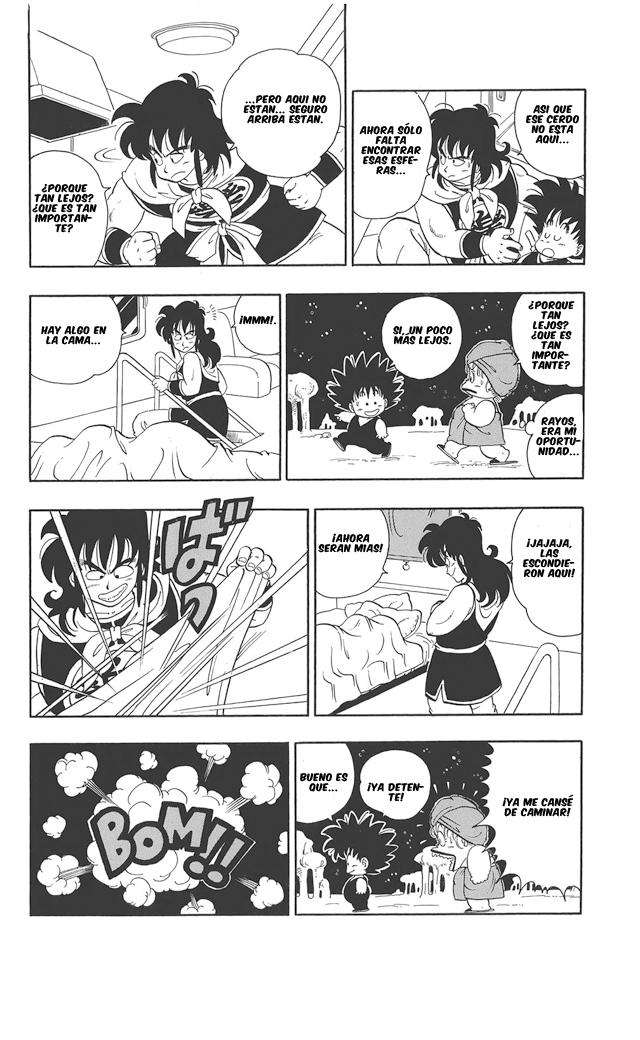 ASI QUE
ESE CERDO
NO ESTA
AQUI...
AHORA SÓLO
FALTA
ENCONTRAR
ESAS ESFE-
RAS...
...PERO AQUI NO
ESTAN... SEGURO
ARRIBA ESTAN.
¿PORQUE
TAN LEJOS?
¿QUE ES TAN
IMPORTAN-
TE?
¿PORQUE
TAN
LEJOS?
¿QUE ES
TAN
IMPOR-
TANTE?
RAYOS,
ERA MI
OPORTU-
NIDAD...
SI, UN POCO
MÁS LEJOS.
¡MMM!.
HAY ALGO EN
LA CAMA...
¡JAJAJA,
LAS
ESCONDIE-
RON AQUI!
¡AHORA
SERAN MIAS!
ばっ
¡YA ME CANSÉ
DE CAMINAR!
¡YA DETEN-
TE!
BUENO ES
QUE...
BOM!!